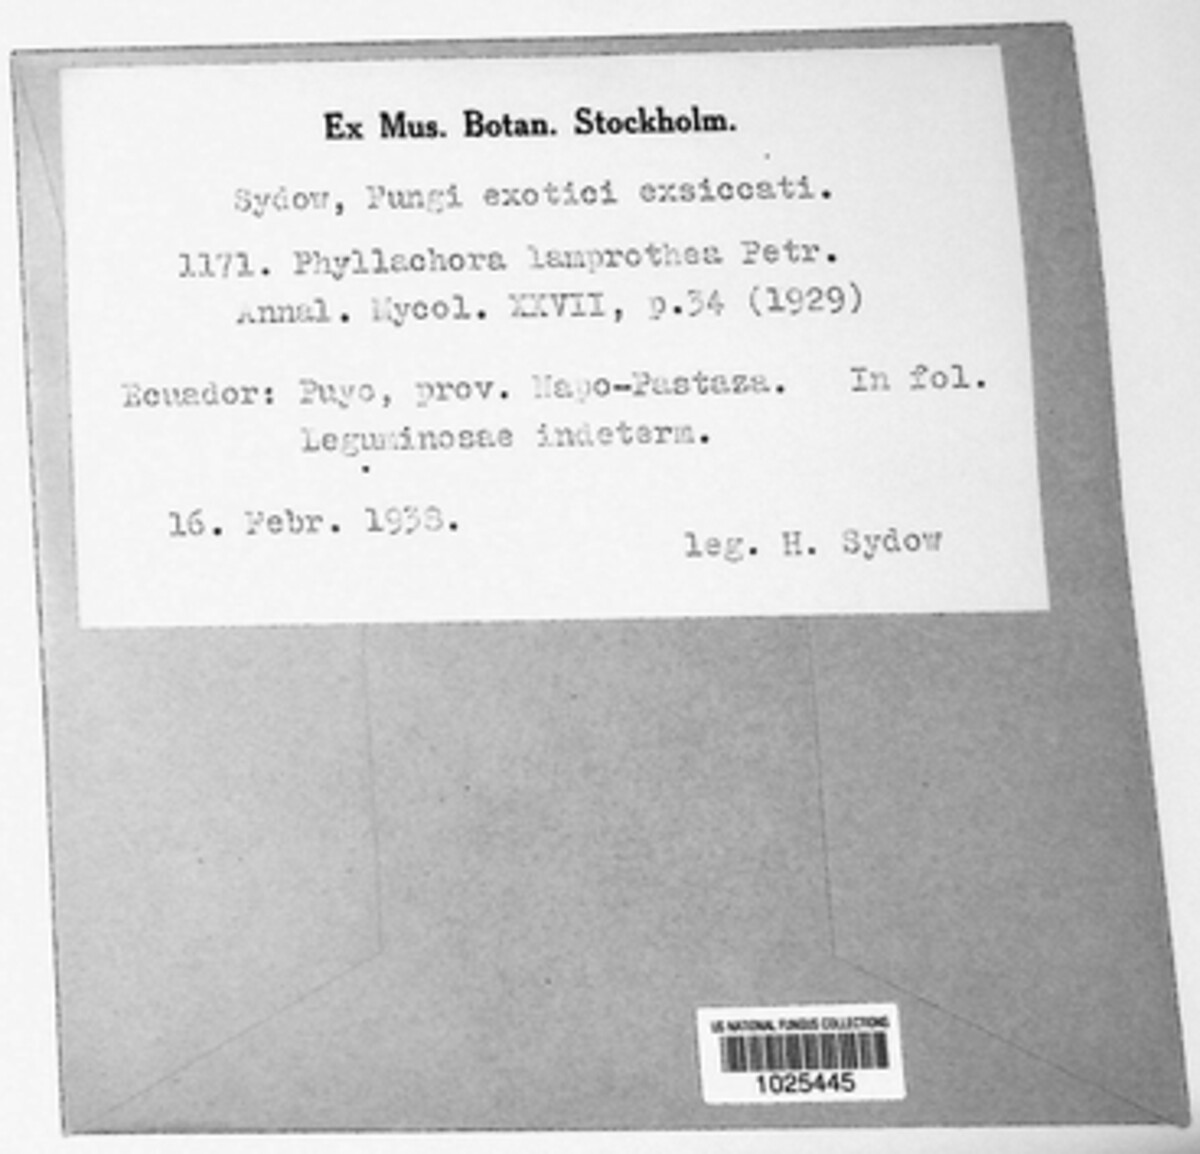 Ex Mus. Botan. Stockholm.
Sydow, Fungi exotici exsiccati.
1171. Phyllachora lamprothea Petr.
Annal. Mycol. XXVII, p.34 (1929)
Ecuador: Puyo, prov. Napo-Pastaza. In fol.
Leguminosae indeterm.
16. Febr. 1938.
leg. H. Sydow
US NATIONAL FUNGUS COLLECTIONS
1025445